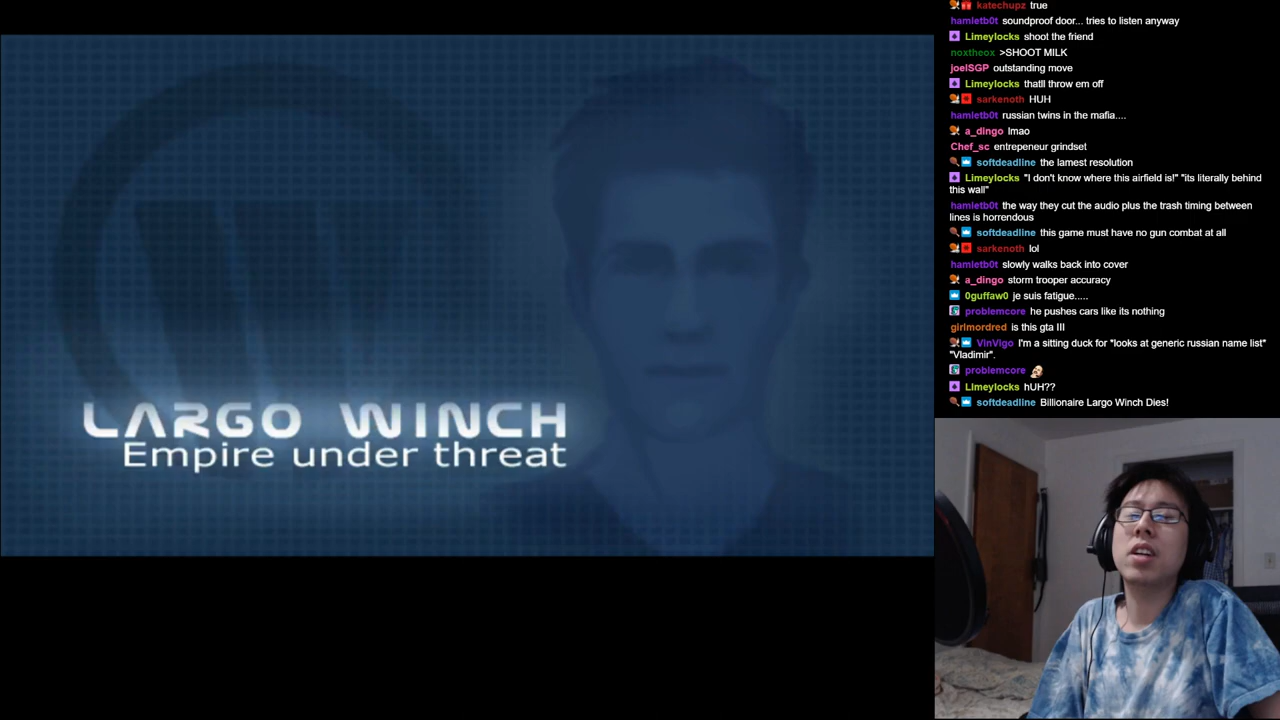 LARGO WINCH
Empire under threat
katechupz true
hamletb0t soundproof door... tries to listen anyway
Limeylocks shoot the friend
noxtheox >SHOOT MILK
joelSGP outstanding move
Limeylocks thatll throw em off
sarkenoth HUH
hamletb0t russian twins in the mafia....
a_dingo lmao
Chef_sc entrepeneur grindset
softdeadline the lamest resolution
Limeylocks "I don't know where this airfield is!" "its literally behind
this wall"
hamletb0t the way they cut the audio plus the trash timing between
lines is horrendous
softdeadline this game must have no gun combat at all
sarkenoth lol
hamletb0t slowly walks back into cover
a_dingo storm trooper accuracy
0guffaw0 je suis fatigue.....
problemcore he pushes cars like its nothing
girlmordred is this gta III
VinVigo I'm a sitting duck for "looks at generic russian name list"
"Vladimir".
problemcore
Limeylocks hUH??
softdeadline Billionaire Largo Winch Dies!